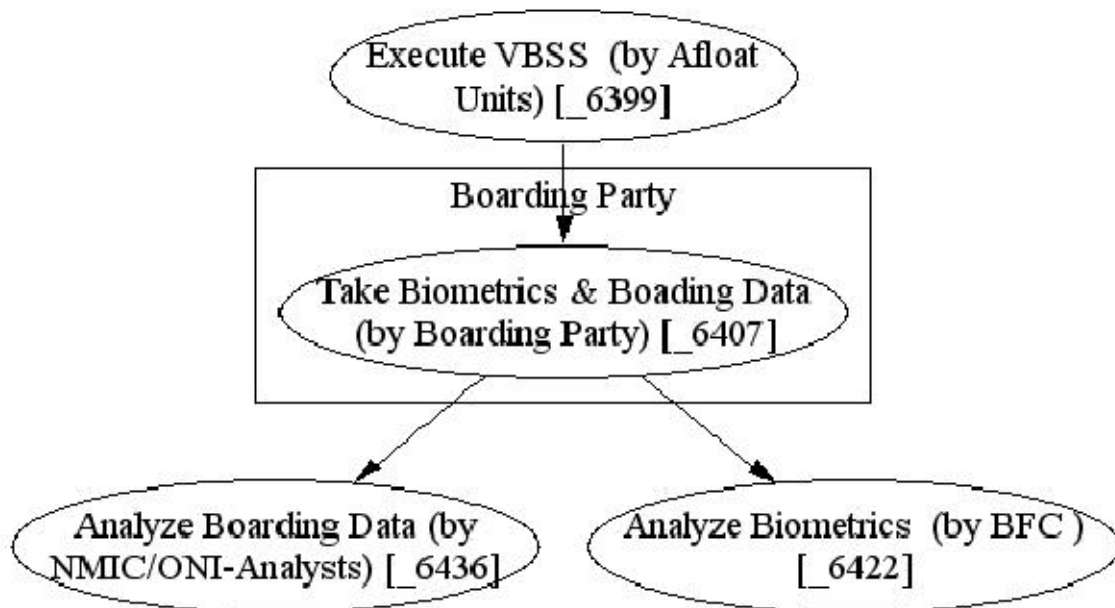 Execute VBSS (by Afloat
Units) [_6399]
Boarding Party
Take Biometrics & Boading Data
(by Boarding Party) [_6407]
Analyze Boarding Data (by
NMIC/ONI-Analysts) [_6436]
Analyze Biometrics (by BFC )
[_6422]